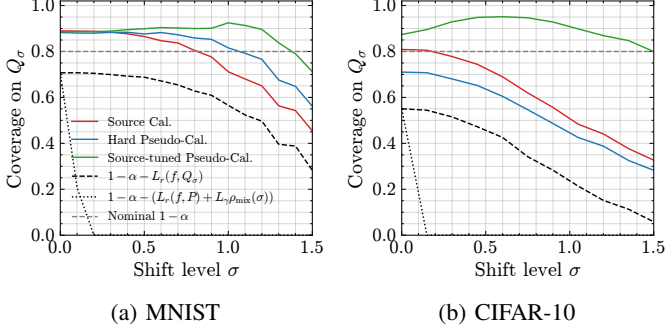 Coverage on Q_σ
1.0
0.8
0.6
0.4
0.2
0.0
Source Cal.
Hard Pseudo-Cal.
Source-tuned Pseudo-Cal.
1−α−L_r(f, Q_σ)
1−α−(L_r(f, P) + L_γρ_mix(σ))
Nominal 1−α
0.0 0.5 1.0 1.5
Shift level σ
(a) MNIST
Coverage on Q_σ
1.0
0.8
0.6
0.4
0.2
0.0
0.0 0.5 1.0 1.5
Shift level σ
(b) CIFAR-10